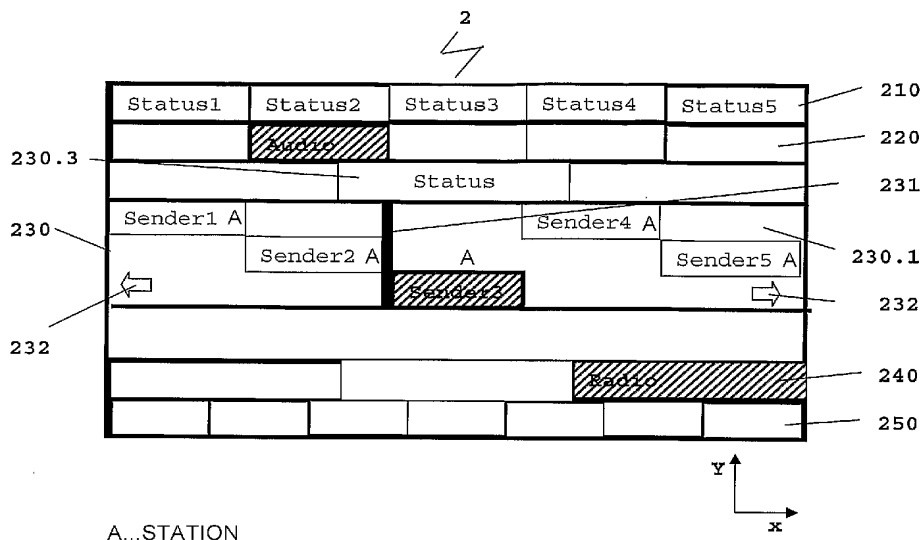 2
Status1 Status2 Status3 Status4 Status5 210
Audio 220
230.3 Status 231
Sender1 A Sender4 A
230 Sender2 A A Sender5 A 230.1
Sender3
232 232
Radio 240
250
Y
x
A...STATION